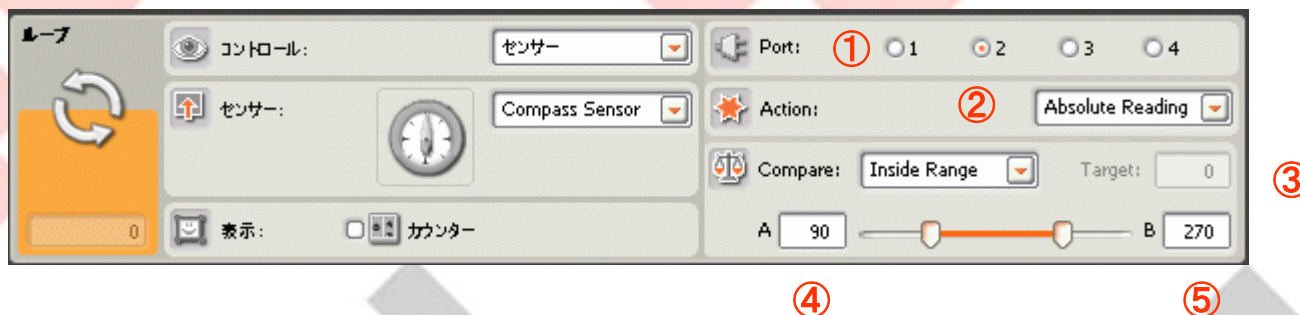 ループ
コントロール: センサー
Port: ① 1 2 3 4
センサー: Compass Sensor
Action: ② Absolute Reading
Compare: Inside Range Target: 0 ③
0
表示: カウンター
A 90 B 270
④ ⑤